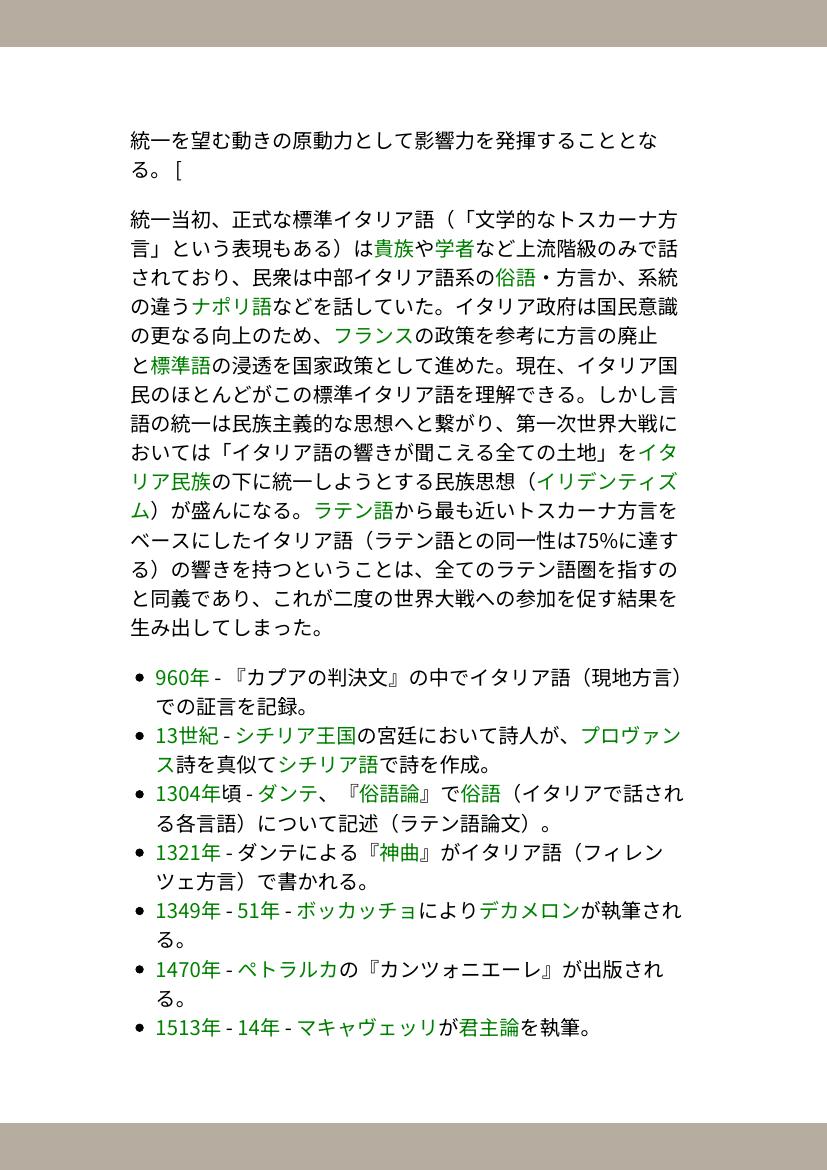 統一を望む動きの原動力として影響力を発揮することとな
る。 [
統一当初、正式な標準イタリア語（「文学的なトスカーナ方
言」という表現もある）は貴族や学者など上流階級のみで話
されており、民衆は中部イタリア語系の俗語・方言か、系統
の違うナポリ語などを話していた。イタリア政府は国民意識
の更なる向上のため、フランスの政策を参考に方言の廃止
と標準語の浸透を国家政策として進めた。現在、イタリア国
民のほとんどがこの標準イタリア語を理解できる。しかし言
語の統一は民族主義的な思想へと繋がり、第一次世界大戦に
おいては「イタリア語の響きが聞こえる全ての土地」をイタ
リア民族の下に統一しようとする民族思想（イリデンティズ
ム）が盛んになる。ラテン語から最も近いトスカーナ方言を
ベースにしたイタリア語（ラテン語との同一性は75%に達す
る）の響きを持つということは、全てのラテン語圏を指すの
と同義であり、これが二度の世界大戦への参加を促す結果を
生み出してしまった。
• 960年 - 『カプアの判決文』の中でイタリア語（現地方言）
での証言を記録。
• 13世紀 - シチリア王国の宮廷において詩人が、プロヴァン
ス詩を真似てシチリア語で詩を作成。
• 1304年頃 - ダンテ、『俗語論』で俗語（イタリアで話され
る各言語）について記述（ラテン語論文）。
• 1321年 - ダンテによる『神曲』がイタリア語（フィレン
ツェ方言）で書かれる。
• 1349年 - 51年 - ボッカッチョによりデカメロンが執筆され
る。
• 1470年 - ペトラルカの『カンツォニエーレ』が出版され
る。
• 1513年 - 14年 - マキャヴェッリが君主論を執筆。